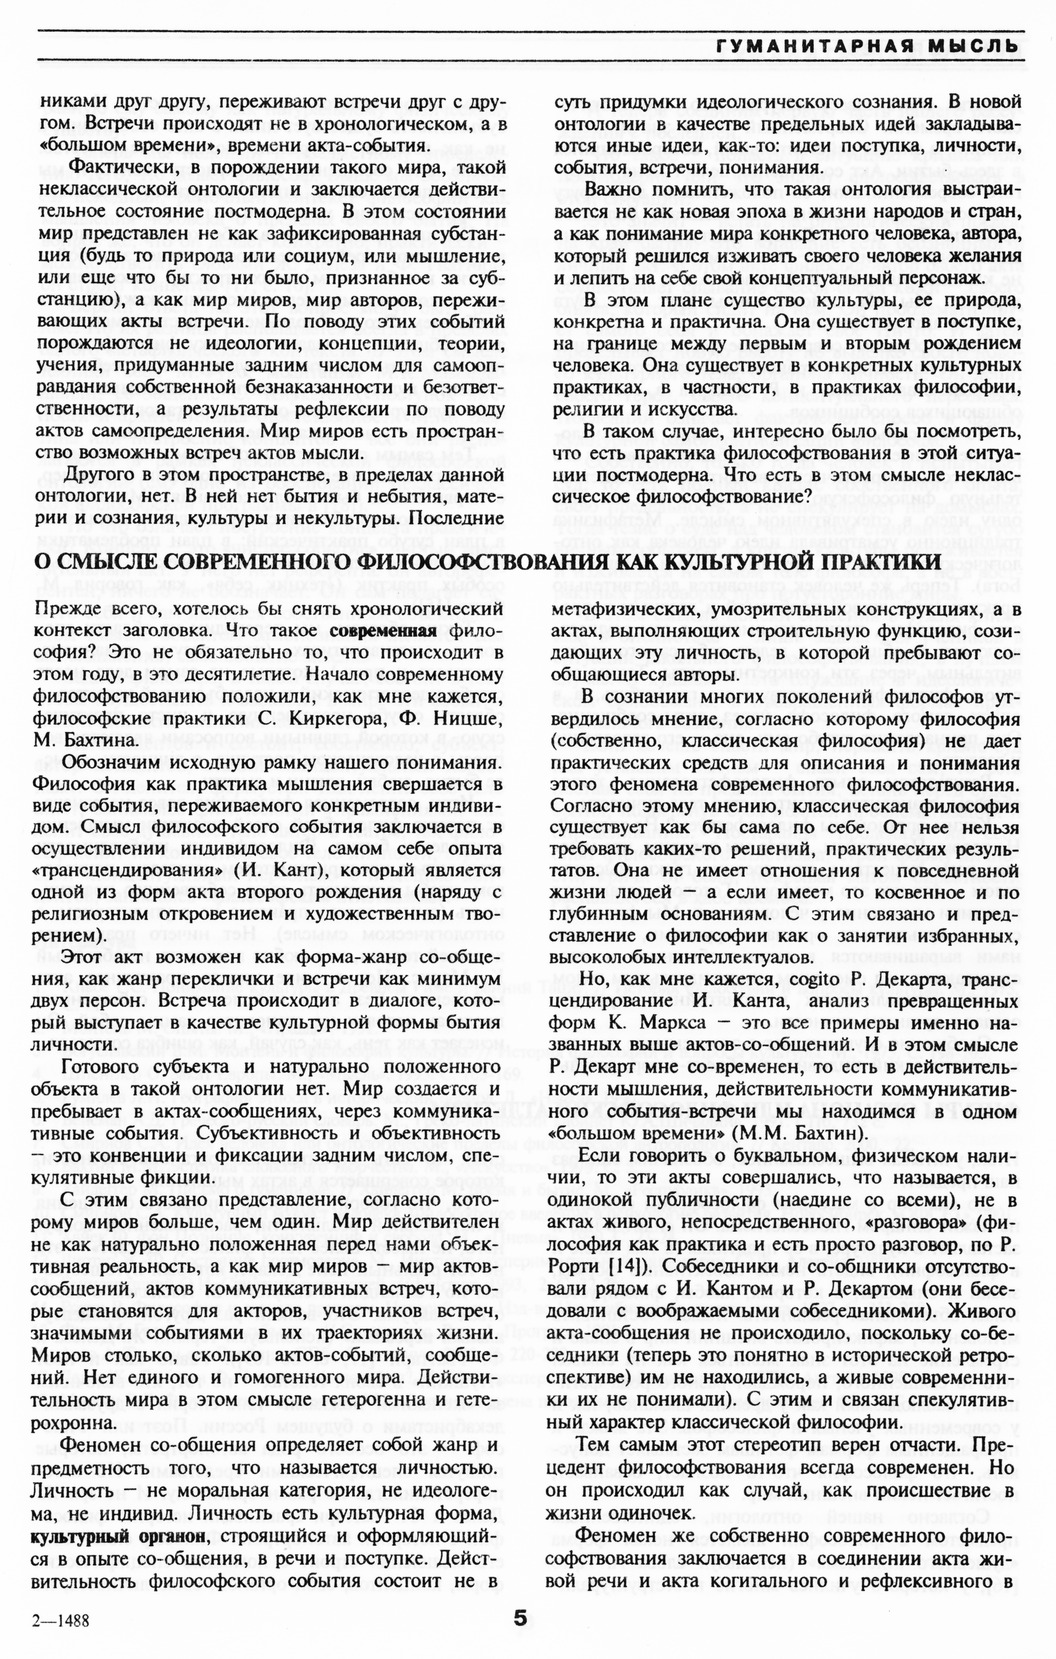 ГУМАНИТАРНАЯ МЫСЛЬ
никами друг другу, переживают встречи друг с дру-
гом. Встречи происходят не в хронологическом, а в
«большом времени», времени акта-события.
Фактически, в порождении такого мира, такой
неклассической онтологии и заключается действи-
тельное состояние постмодерна. В этом состоянии
мир представлен не как зафиксированная субстан-
ция (будь то природа или социум, или мышление,
или еще что бы то ни было, признанное за суб-
станцию), а как мир миров, мир авторов, пережи-
вающих акты встречи. По поводу этих событий
порождаются не идеологии, концепции, теории,
учения, придуманные задним числом для самооп-
равдания собственной безнаказанности и безответ-
ственности, а результаты рефлексии по поводу
актов самоопределения. Мир миров есть простран-
ство возможных встреч актов мысли.
Другого в этом пространстве, в пределах данной
онтологии, нет. В ней нет бытия и небытия, мате-
рии и сознания, культуры и некультуры. Последние
суть придумки идеологического сознания. В новой
онтологии в качестве предельных идей закладыва-
ются иные идеи, как-то: идеи поступка, личности,
события, встречи, понимания.
Важно помнить, что такая онтология выстраи-
вается не как новая эпоха в жизни народов и стран,
а как понимание мира конкретного человека, автора,
который решился изживать своего человека желания
и лепить на себе свой концептуальный персонаж.
В этом плане существо культуры, ее природа,
конкретна и практична. Она существует в поступке,
на границе между первым и вторым рождением
человека. Она существует в конкретных культурных
практиках, в частности, в практиках философии,
религии и искусства.
В таком случае, интересно было бы посмотреть,
что есть практика философствования в этой ситуа-
ции постмодерна. Что есть в этом смысле неклас-
сическое философствование?
О СМЫСЛЕ СОВРЕМЕННОГО ФИЛОСОФСТВОВАНИЯ КАК КУЛЬТУРНОЙ ПРАКТИКИ
Прежде всего, хотелось бы снять хронологический
контекст заголовка. Что такое современная фило-
софия? Это не обязательно то, что происходит в
этом году, в это десятилетие. Начало современному
философствованию положили, как мне кажется,
философские практики С. Киркегора, Ф. Ницше,
М. Бахтина.
Обозначим исходную рамку нашего понимания.
Философия как практика мышления свершается в
виде события, переживаемого конкретным индиви-
дом. Смысл философского события заключается в
осуществлении индивидом на самом себе опыта
«трансцендирования» (И. Кант), который является
одной из форм акта второго рождения (наряду с
религиозным откровением и художественным тво-
рением).
Этот акт возможен как форма-жанр со-обще-
ния, как жанр переклички и встречи как минимум
двух персон. Встреча происходит в диалоге, кото-
рый выступает в качестве культурной формы бытия
личности.
Готового субъекта и натурально положенного
объекта в такой онтологии нет. Мир создается и
пребывает в актах-сообщениях, через коммуника-
тивные события. Субъективность и объективность
— это конвенции и фиксации задним числом, спе-
кулятивные фикции.
С этим связано представление, согласно кото-
рому миров больше, чем один. Мир действителен
не как натурально положенная перед нами объек-
тивная реальность, а как мир миров — мир актов-
сообщений, актов коммуникативных встреч, кото-
рые становятся для акторов, участников встреч,
значимыми событиями в их траекториях жизни.
Миров столько, сколько актов-событий, сообще-
ний. Нет единого и гомогенного мира. Действи-
тельность мира в этом смысле гетерогенна и гете-
рохронна.
Феномен со-общения определяет собой жанр и
предметность того, что называется личностью.
Личность — не моральная категория, не идеологе-
ма, не индивид. Личность есть культурная форма,
культурный органон, строящийся и оформляющий-
ся в опыте со-общения, в речи и поступке. Дейст-
вительность философского события состоит не в
метафизических, умозрительных конструкциях, а в
актах, выполняющих строительную функцию, сози-
дающих эту личность, в которой пребывают со-
общающиеся авторы.
В сознании многих поколений философов ут-
вердилось мнение, согласно которому философия
(собственно, классическая философия) не дает
практических средств для описания и понимания
этого феномена современного философствования.
Согласно этому мнению, классическая философия
существует как бы сама по себе. От нее нельзя
требовать каких-то решений, практических резуль-
татов. Она не имеет отношения к повседневной
жизни людей — а если имеет, то косвенное и по
глубинным основаниям. С этим связано и пред-
ставление о философии как о занятии избранных,
высоколобых интеллектуалов.
Но, как мне кажется, cogito Р. Декарта, транс-
цендирование И. Канта, анализ превращенных
форм К. Маркса — это все примеры именно на-
званных выше актов-со-общений. И в этом смысле
Р. Декарт мне со-временен, то есть в действитель-
ности мышления, действительности коммуникатив-
ного события-встречи мы находимся в одном
«большом времени» (М.М. Бахтин).
Если говорить о буквальном, физическом нали-
чии, то эти акты совершались, что называется, в
одинокой публичности (наедине со всеми), не в
актах живого, непосредственного, «разговора» (фи-
лософия как практика и есть просто разговор, по Р.
Рорти [14]). Собеседники и со-общники отсутство-
вали рядом с И. Кантом и Р. Декартом (они бесе-
довали с воображаемыми собеседникоми). Живого
акта-сообщения не происходило, поскольку со-бе-
седники (теперь это понятно в исторической ретро-
спективе) им не находились, а живые современни-
ки их не понимали). С этим и связан спекулятив-
ный характер классической философии.
Тем самым этот стереотип верен отчасти. Пре-
цедент философствования всегда современен. Но
он происходил как случай, как происшествие в
жизни одиночек.
Феномен же собственно современного фило-
софствования заключается в соединении акта жи-
вой речи и акта когитального и рефлексивного в
2—1488
5